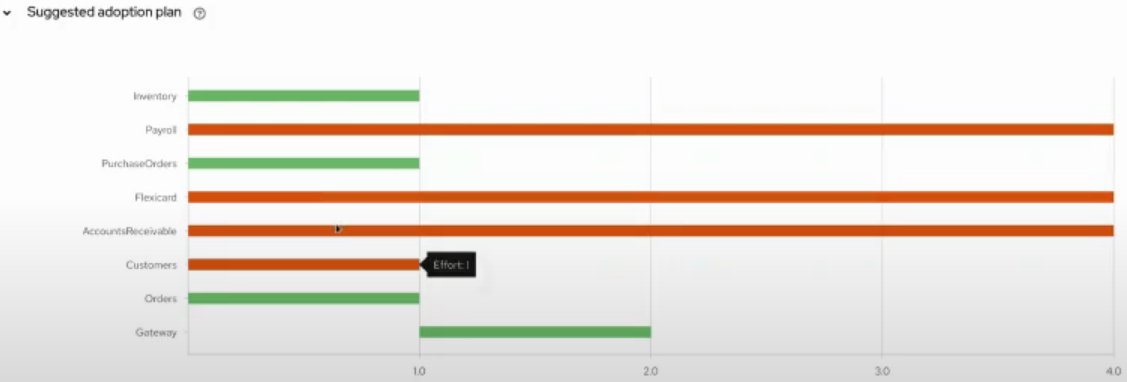 Suggested adoption plan
Inventory
Payroll
PurchaseOrders
Flexicard
AccountsReceivable
Customers
Effort: 1
Orders
Gateway
1.0 2.0 3.0 4.0